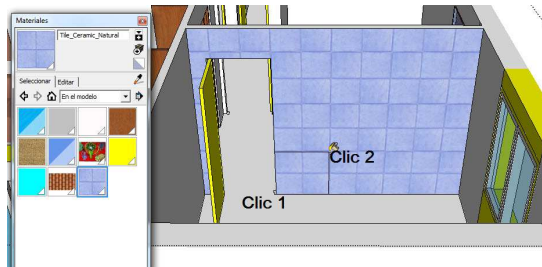 Materiales
Tile_Ceramic_Natural
Seleccionar
Editar
En el modelo
Clic 2
Clic 1